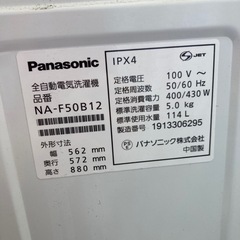 Panasonic
全自動電気洗濯機
品番
NA-F50B12
外形寸法
幅 562 mm
奥行 572 mm
高さ 880 mm
IPX4
JET
定格電圧 100 V ～
定格周波数 50/60 Hz
定格消費電力 400/430 W
標準使用水量 5.0 kg
標準使用水量 114 L
製造番号 1913306295
パナソニック株式会社
中国製